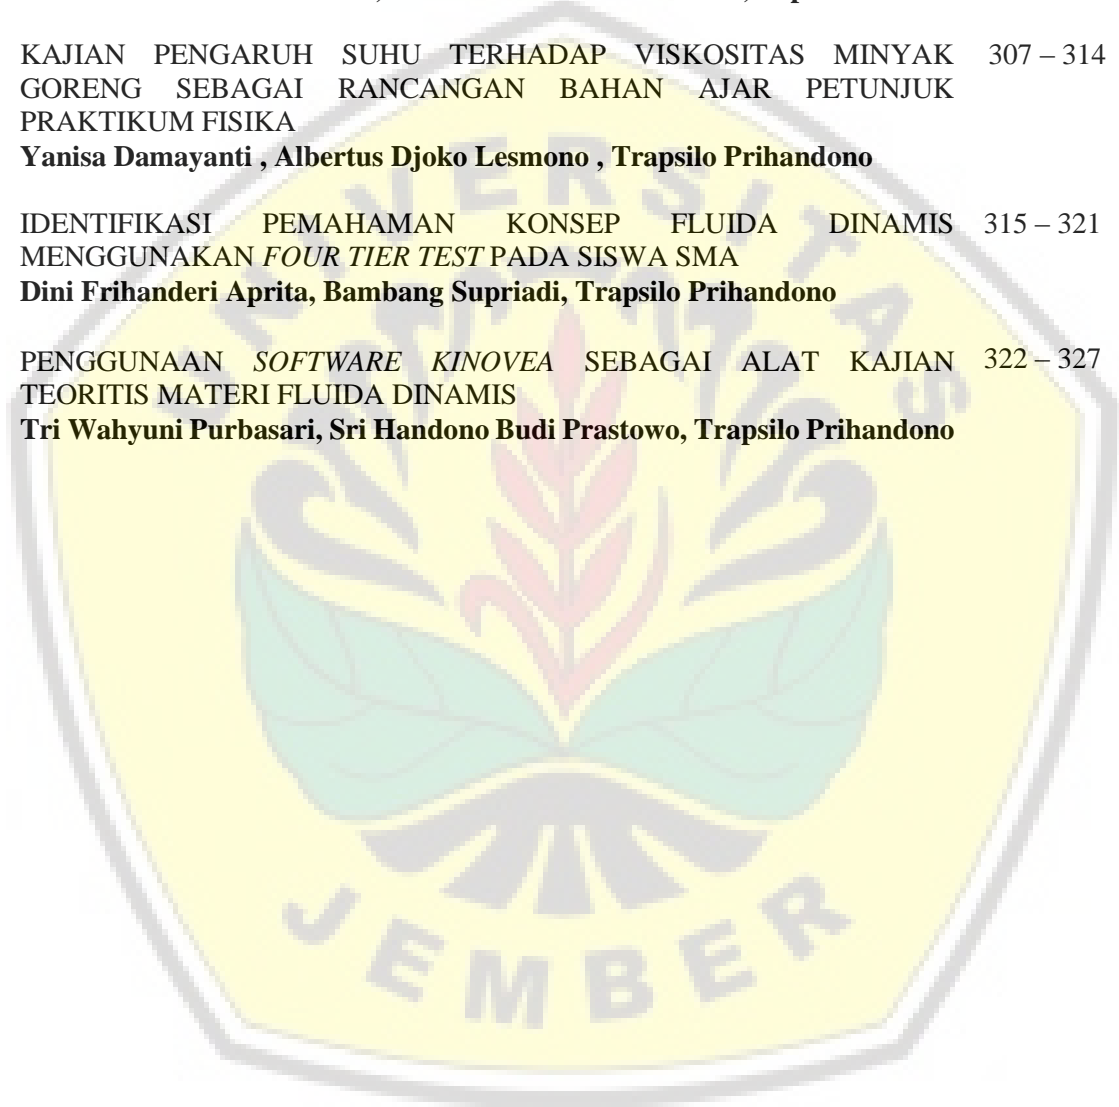 KAJIAN PENGARUH SUHU TERHADAP VISKOSITAS MINYAK 307 – 314
GORENG SEBAGAI RANCANGAN BAHAN AJAR PETUNJUK
PRAKTIKUM FISIKA
Yanisa Damayanti , Albertus Djoko Lesmono , Trapsilo Prihandono
IDENTIFIKASI PEMAHAMAN KONSEP FLUIDA DINAMIS 315 – 321
MENGGUNAKAN FOUR TIER TEST PADA SISWA SMA
Dini Frihanderi Aprita, Bambang Supriadi, Trapsilo Prihandono
PENGGUNAAN SOFTWARE KINOVEA SEBAGAI ALAT KAJIAN 322 – 327
TEORITIS MATERI FLUIDA DINAMIS
Tri Wahyuni Purbasari, Sri Handono Budi Prastowo, Trapsilo Prihandono
UNIVERSITAS
JEMBER